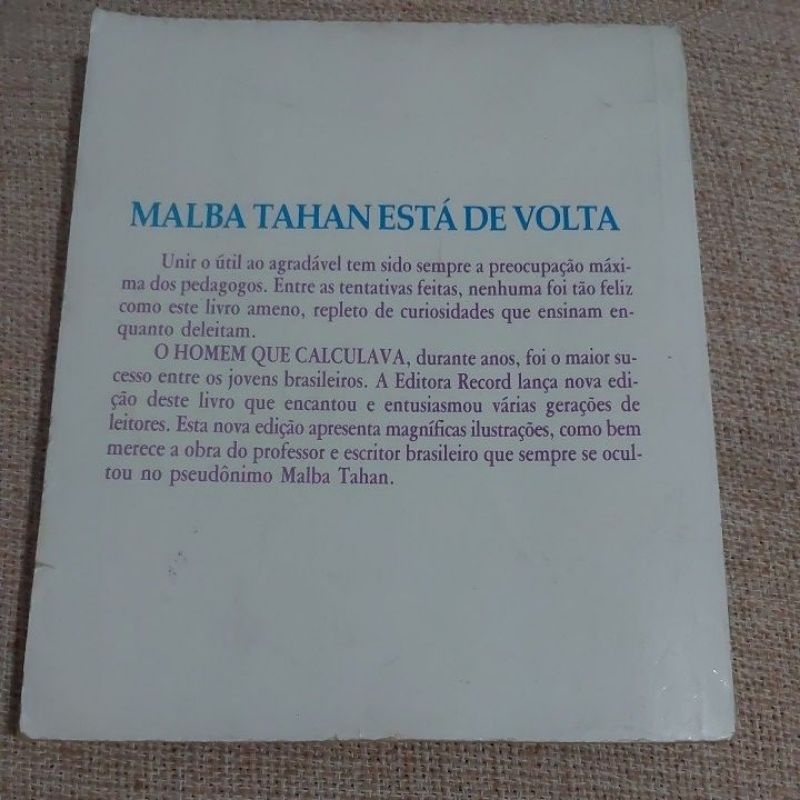 MALBA TAHAN ESTÁ DE VOLTA
Unir o útil ao agradável tem sido sempre a preocupação máxi-
ma dos pedagogos. Entre as tentativas feitas, nenhuma foi tão feliz
como este livro ameno, repleto de curiosidades que ensinam en-
quanto deleitam.
O HOMEM QUE CALCULAVA, durante anos, foi o maior su-
cesso entre os jovens brasileiros. A Editora Record lança nova edi-
ção deste livro que encantou e entusiasmou várias gerações de
leitores. Esta nova edição apresenta magníficas ilustrações, como bem
merece a obra do professor e escritor brasileiro que sempre se ocul-
tou no pseudônimo Malba Tahan.